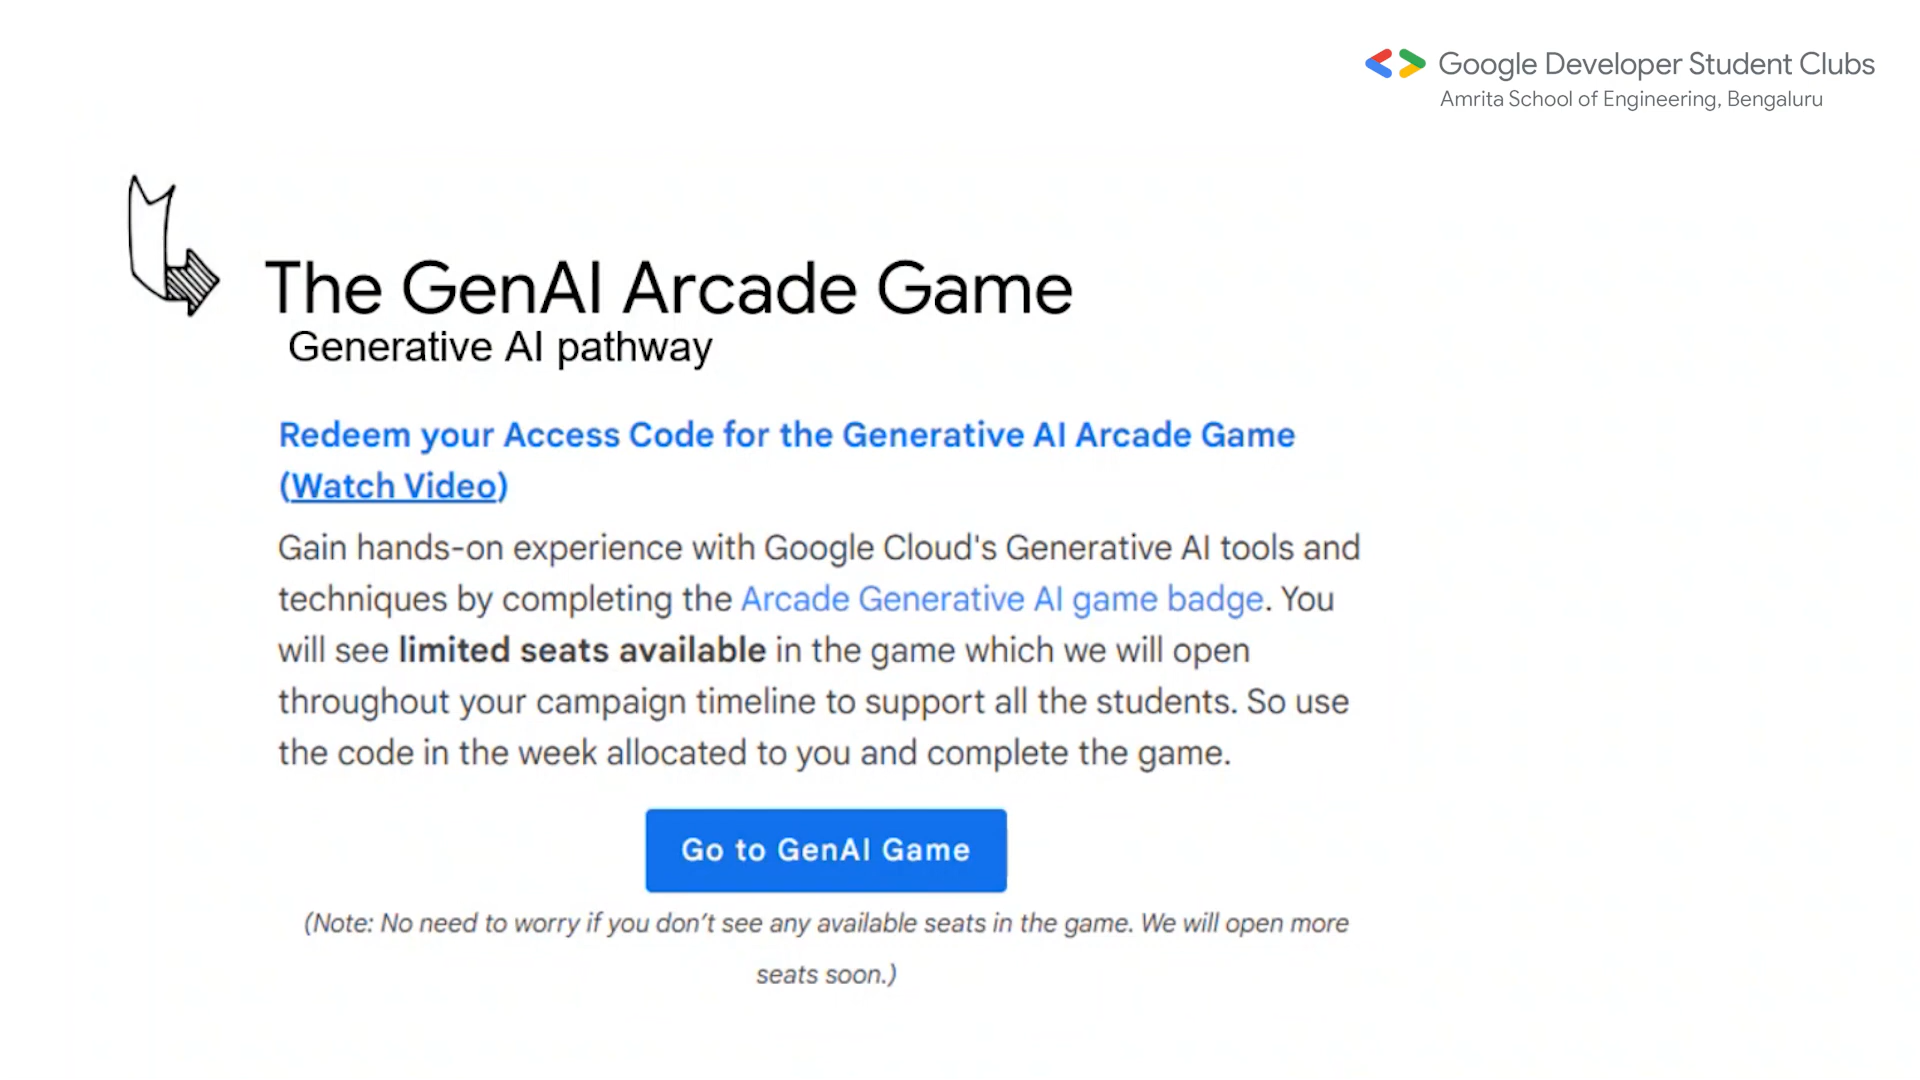 Google Developer Student Clubs
Amrita School of Engineering, Bengaluru
The GenAI Arcade Game
Generative AI pathway
Redeem your Access Code for the Generative AI Arcade Game
(Watch Video)
Gain hands-on experience with Google Cloud's Generative AI tools and
techniques by completing the Arcade Generative AI game badge. You
will see limited seats available in the game which we will open
throughout your campaign timeline to support all the students. So use
the code in the week allocated to you and complete the game.
Go to GenAI Game
(Note: No need to worry if you don’t see any available seats in the game. We will open more
seats soon.)